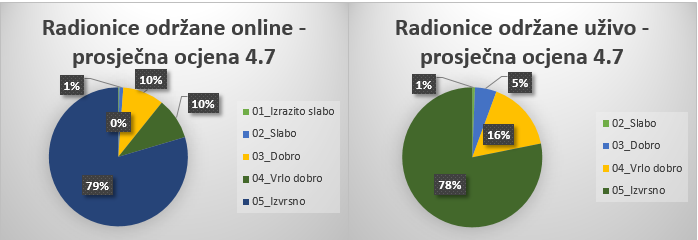 Radionice održane online -
prosječna ocjena 4.7
1%
10%
10%
0%
79%
01_Izrazito slabo
02_Slabo
03_Dobro
04_Vrlo dobro
05_Izvrsno
Radionice održane uživo -
prosječna ocjena 4.7
1%
5%
16%
78%
02_Slabo
03_Dobro
04_Vrlo dobro
05_Izvrsno